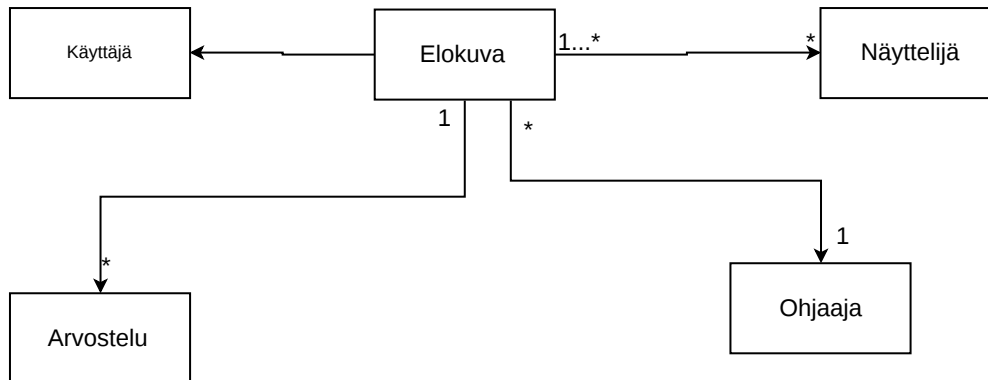 Käyttäjä
Elokuva
1...*
*
Näyttelijä
1
*
*
1
Arvostelu
Ohjaaja